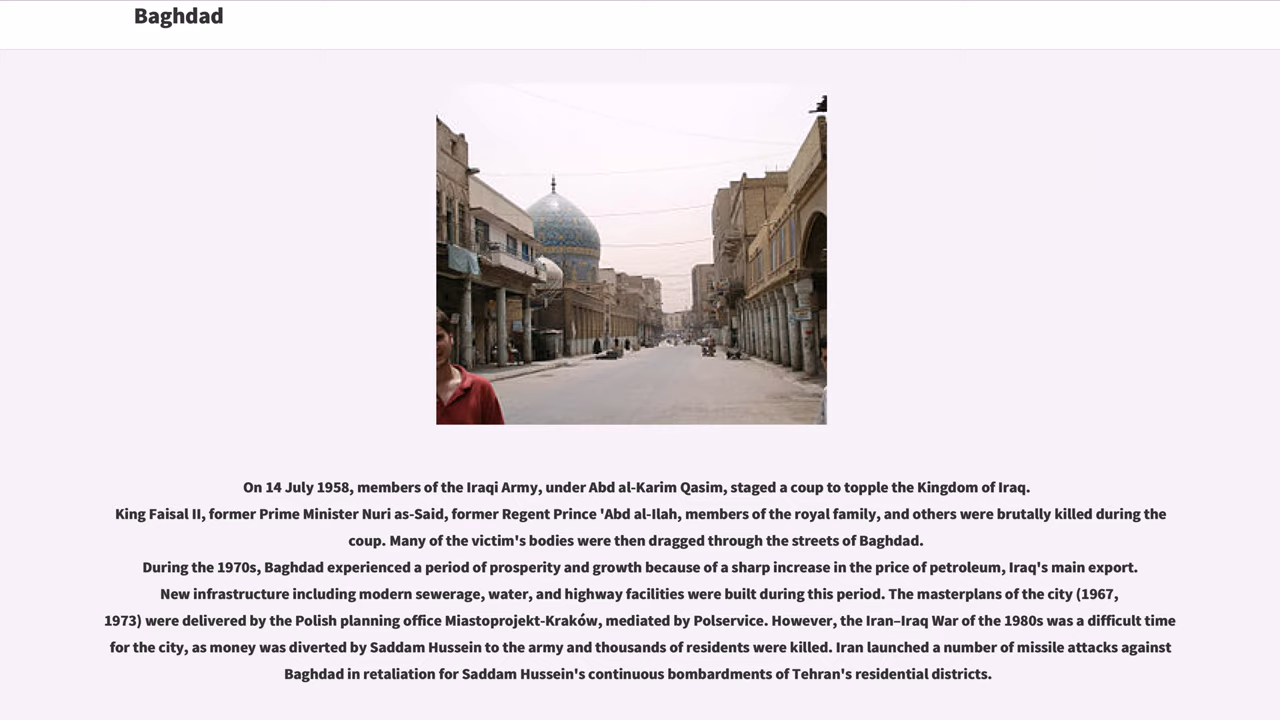 Baghdad
On 14 July 1958, members of the Iraqi Army, under Abd al-Karim Qasim, staged a coup to topple the Kingdom of Iraq.
King Faisal II, former Prime Minister Nuri as-Said, former Regent Prince 'Abd al-Ilah, members of the royal family, and others were brutally killed during the
coup. Many of the victim's bodies were then dragged through the streets of Baghdad.
During the 1970s, Baghdad experienced a period of prosperity and growth because of a sharp increase in the price of petroleum, Iraq's main export.
New infrastructure including modern sewerage, water, and highway facilities were built during this period. The masterplans of the city (1967,
1973) were delivered by the Polish planning office Miastoprojekt-Kraków, mediated by Polservice. However, the Iran–Iraq War of the 1980s was a difficult time
for the city, as money was diverted by Saddam Hussein to the army and thousands of residents were killed. Iran launched a number of missile attacks against
Baghdad in retaliation for Saddam Hussein's continuous bombardments of Tehran's residential districts.